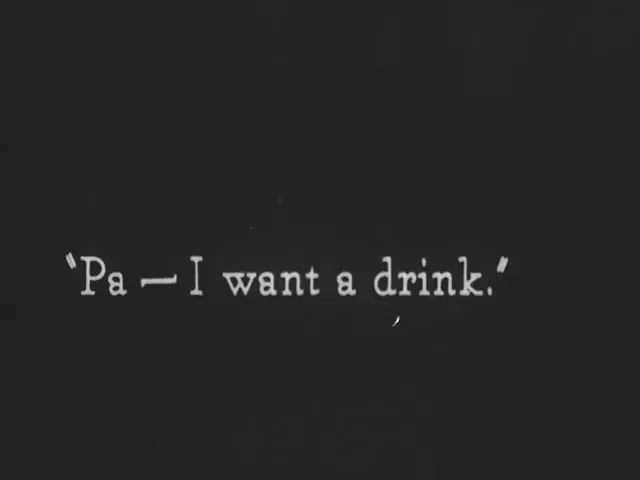 "Pa — I want a drink."